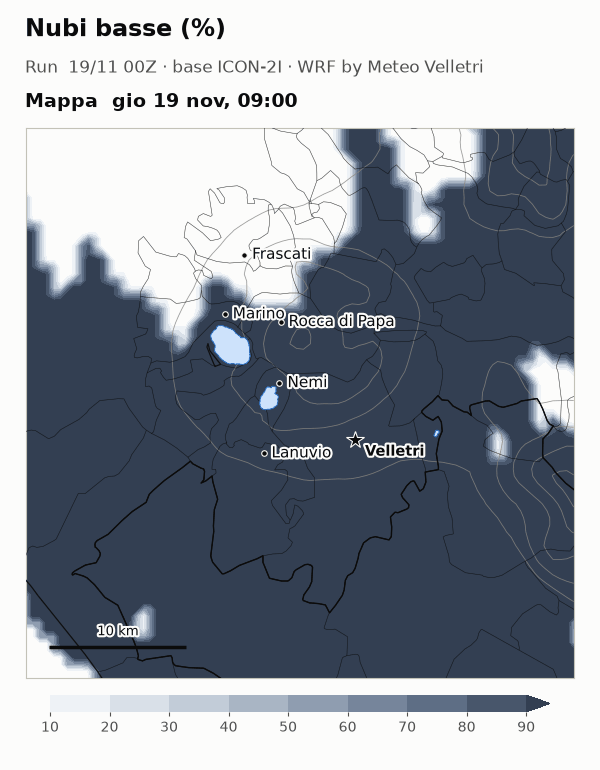 Nubi basse (%)
Run 19/11 00Z · base ICON-2I · WRF by Meteo Velletri
Mappa gio 19 nov, 09:00
Frascati
Marino
Rocca di Papa
Nemi
Velletri
Lanuvio
10 km
10 20 30 40 50 60 70 80 90